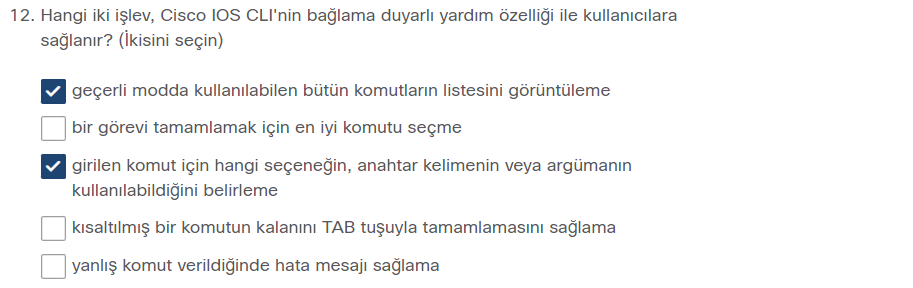 12. Hangi iki işlev, Cisco IOS CLI'nin bağlama duyarlı yardım özelliği ile kullanıcılara
sağlanır? (İkisini seçin)
geçerli modda kullanılabilen bütün komutların listesini görüntüleme
bir görevi tamamlamak için en iyi komutu seçme
girilen komut için hangi seçeneğin, anahtar kelimenin veya argümanın
kullanılabildiğini belirleme
kısaltılmış bir komutun kalanını TAB tuşuyla tamamlamasını sağlama
yanlış komut verildiğinde hata mesajı sağlama